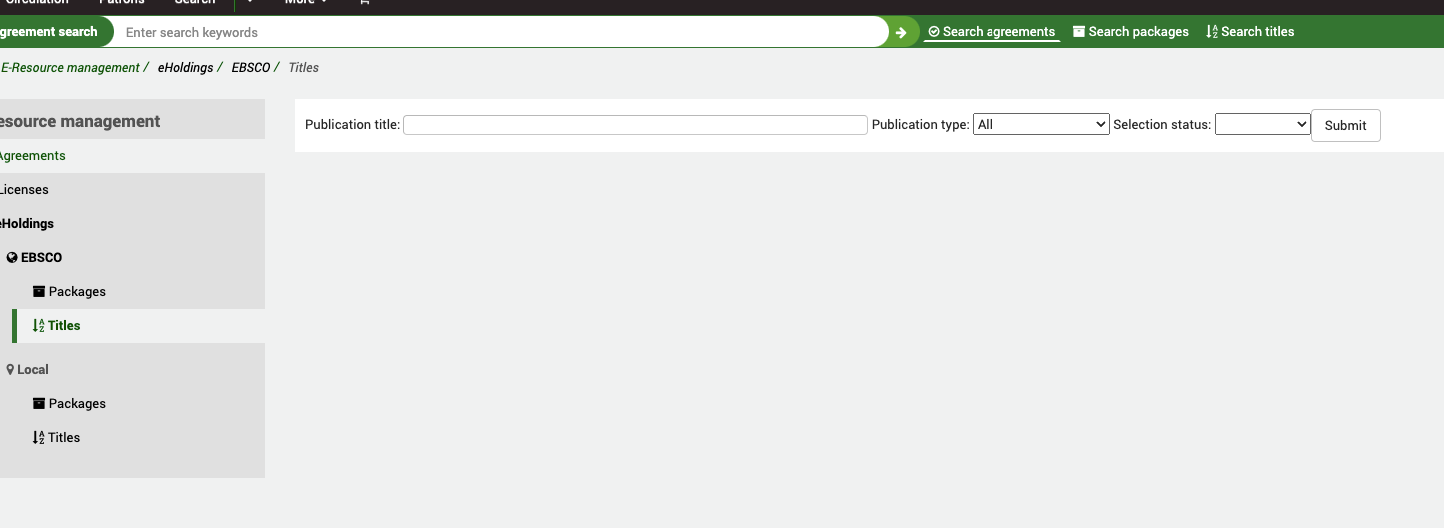 Circulation Patrons Search More
greement search Enter search keywords Search agreements Search packages Search titles
E-Resource management / eHoldings / EBSCO / Titles
esource management
Agreements
Licenses
eHoldings
EBSCO
Packages
Titles
Local
Packages
Titles
Publication title: Publication type: All Selection status: Submit